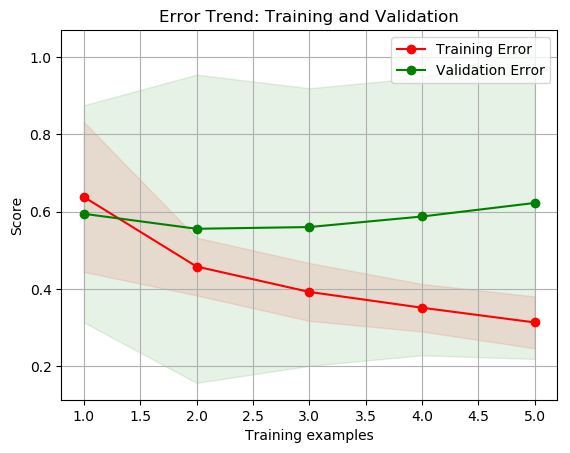 Error Trend: Training and Validation
Training Error
Validation Error
Score
1.0
0.8
0.6
0.4
0.2
1.0 1.5 2.0 2.5 3.0 3.5 4.0 4.5 5.0
Training examples